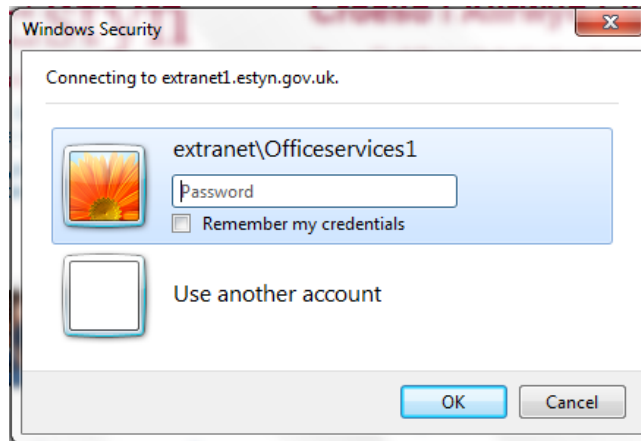 Windows Security
Connecting to extranet1.estyn.gov.uk.
extranet\Officeservices1
Password
Remember my credentials
Use another account
OK
Cancel